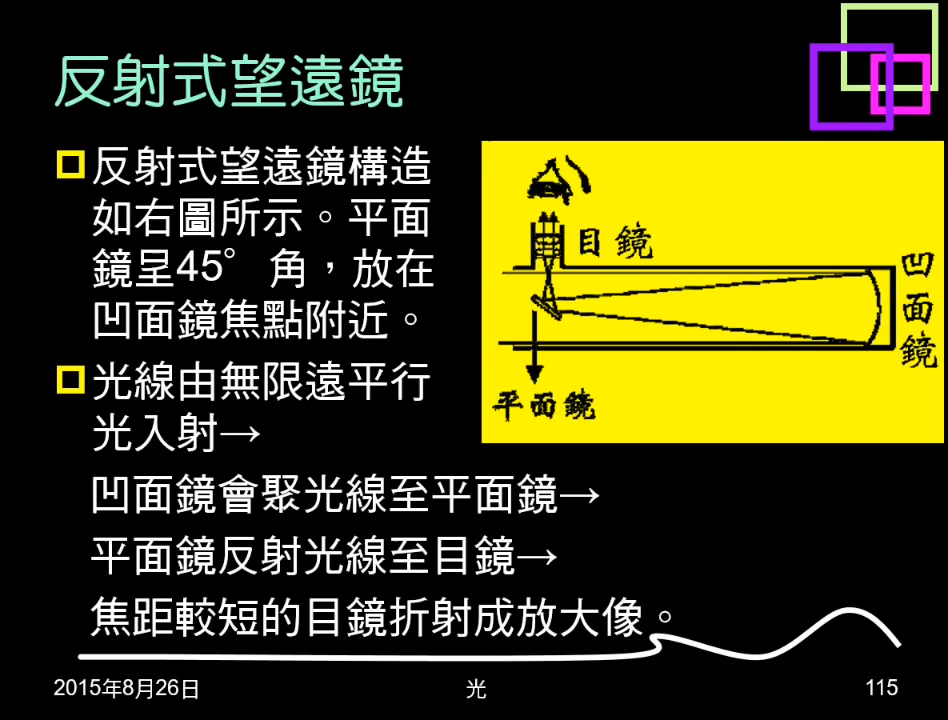 反射式望遠鏡
反射式望遠鏡構造
如右圖所示。平面
鏡呈45°角，放在
凹面鏡焦點附近。
光線由無限遠平行
光入射→
凹面鏡會聚光線至平面鏡→
平面鏡反射光線至目鏡→
焦距較短的目鏡折射成放大像。
目鏡
凹面鏡
平面鏡
2015年8月26日
光
115